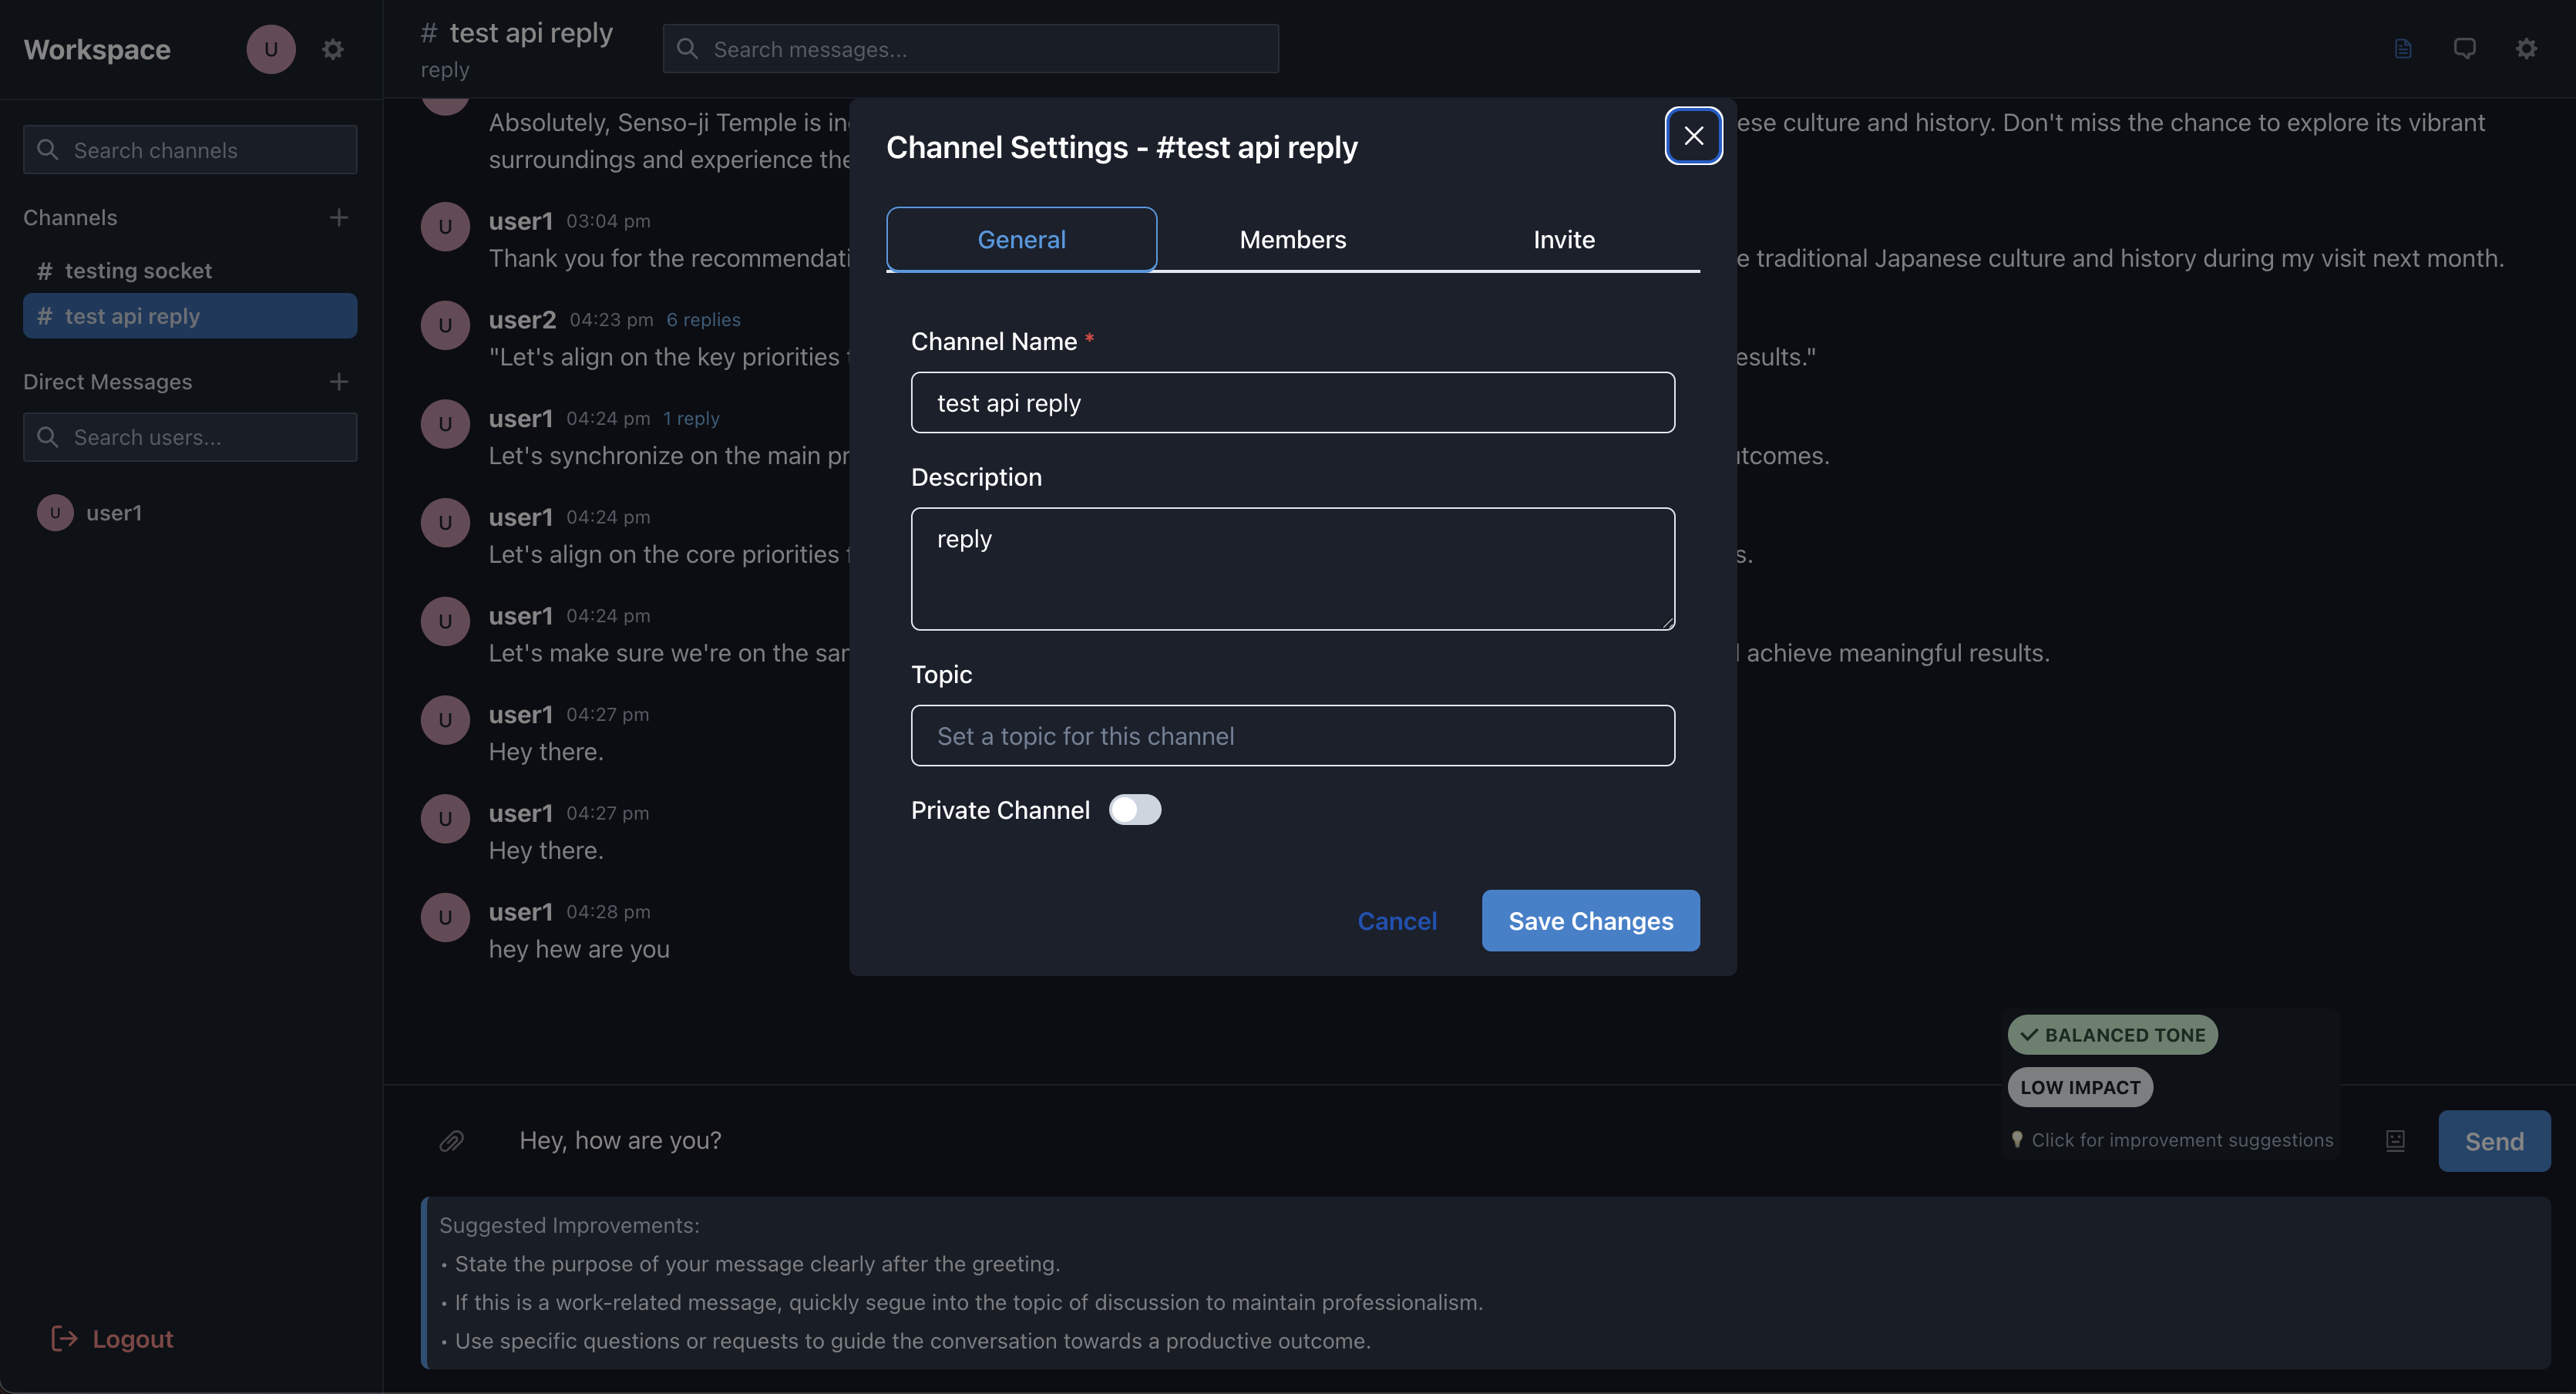 Workspace
U
Search channels
Channels
# testing socket
# test api reply
Direct Messages
Search users...
U user1
Logout
# test api reply
reply
Search messages...
Absolutely, Senso-ji Temple is
ese culture and history. Don't miss the chance to explore its vibrant
surroundings and experience the
U user1 03:04 pm
Thank you for the recommendati
e traditional Japanese culture and history during my visit next month.
U user2 04:23 pm 6 replies
"Let's align on the key priorities
esults."
U user1 04:24 pm 1 reply
Let's synchronize on the main pr
tcomes.
U user1 04:24 pm
Let's align on the core priorities
s.
U user1 04:24 pm
Let's make sure we're on the sar
achieve meaningful results.
U user1 04:27 pm
Hey there.
U user1 04:27 pm
Hey there.
U user1 04:28 pm
hey hew are you
Channel Settings - #test api reply
General Members Invite
Channel Name *
test api reply
Description
reply
Topic
Set a topic for this channel
Private Channel
Cancel Save Changes
BALANCED TONE
LOW IMPACT
Click for improvement suggestions
Hey, how are you?
Send
Suggested Improvements:
• State the purpose of your message clearly after the greeting.
• If this is a work-related message, quickly segue into the topic of discussion to maintain professionalism.
• Use specific questions or requests to guide the conversation towards a productive outcome.